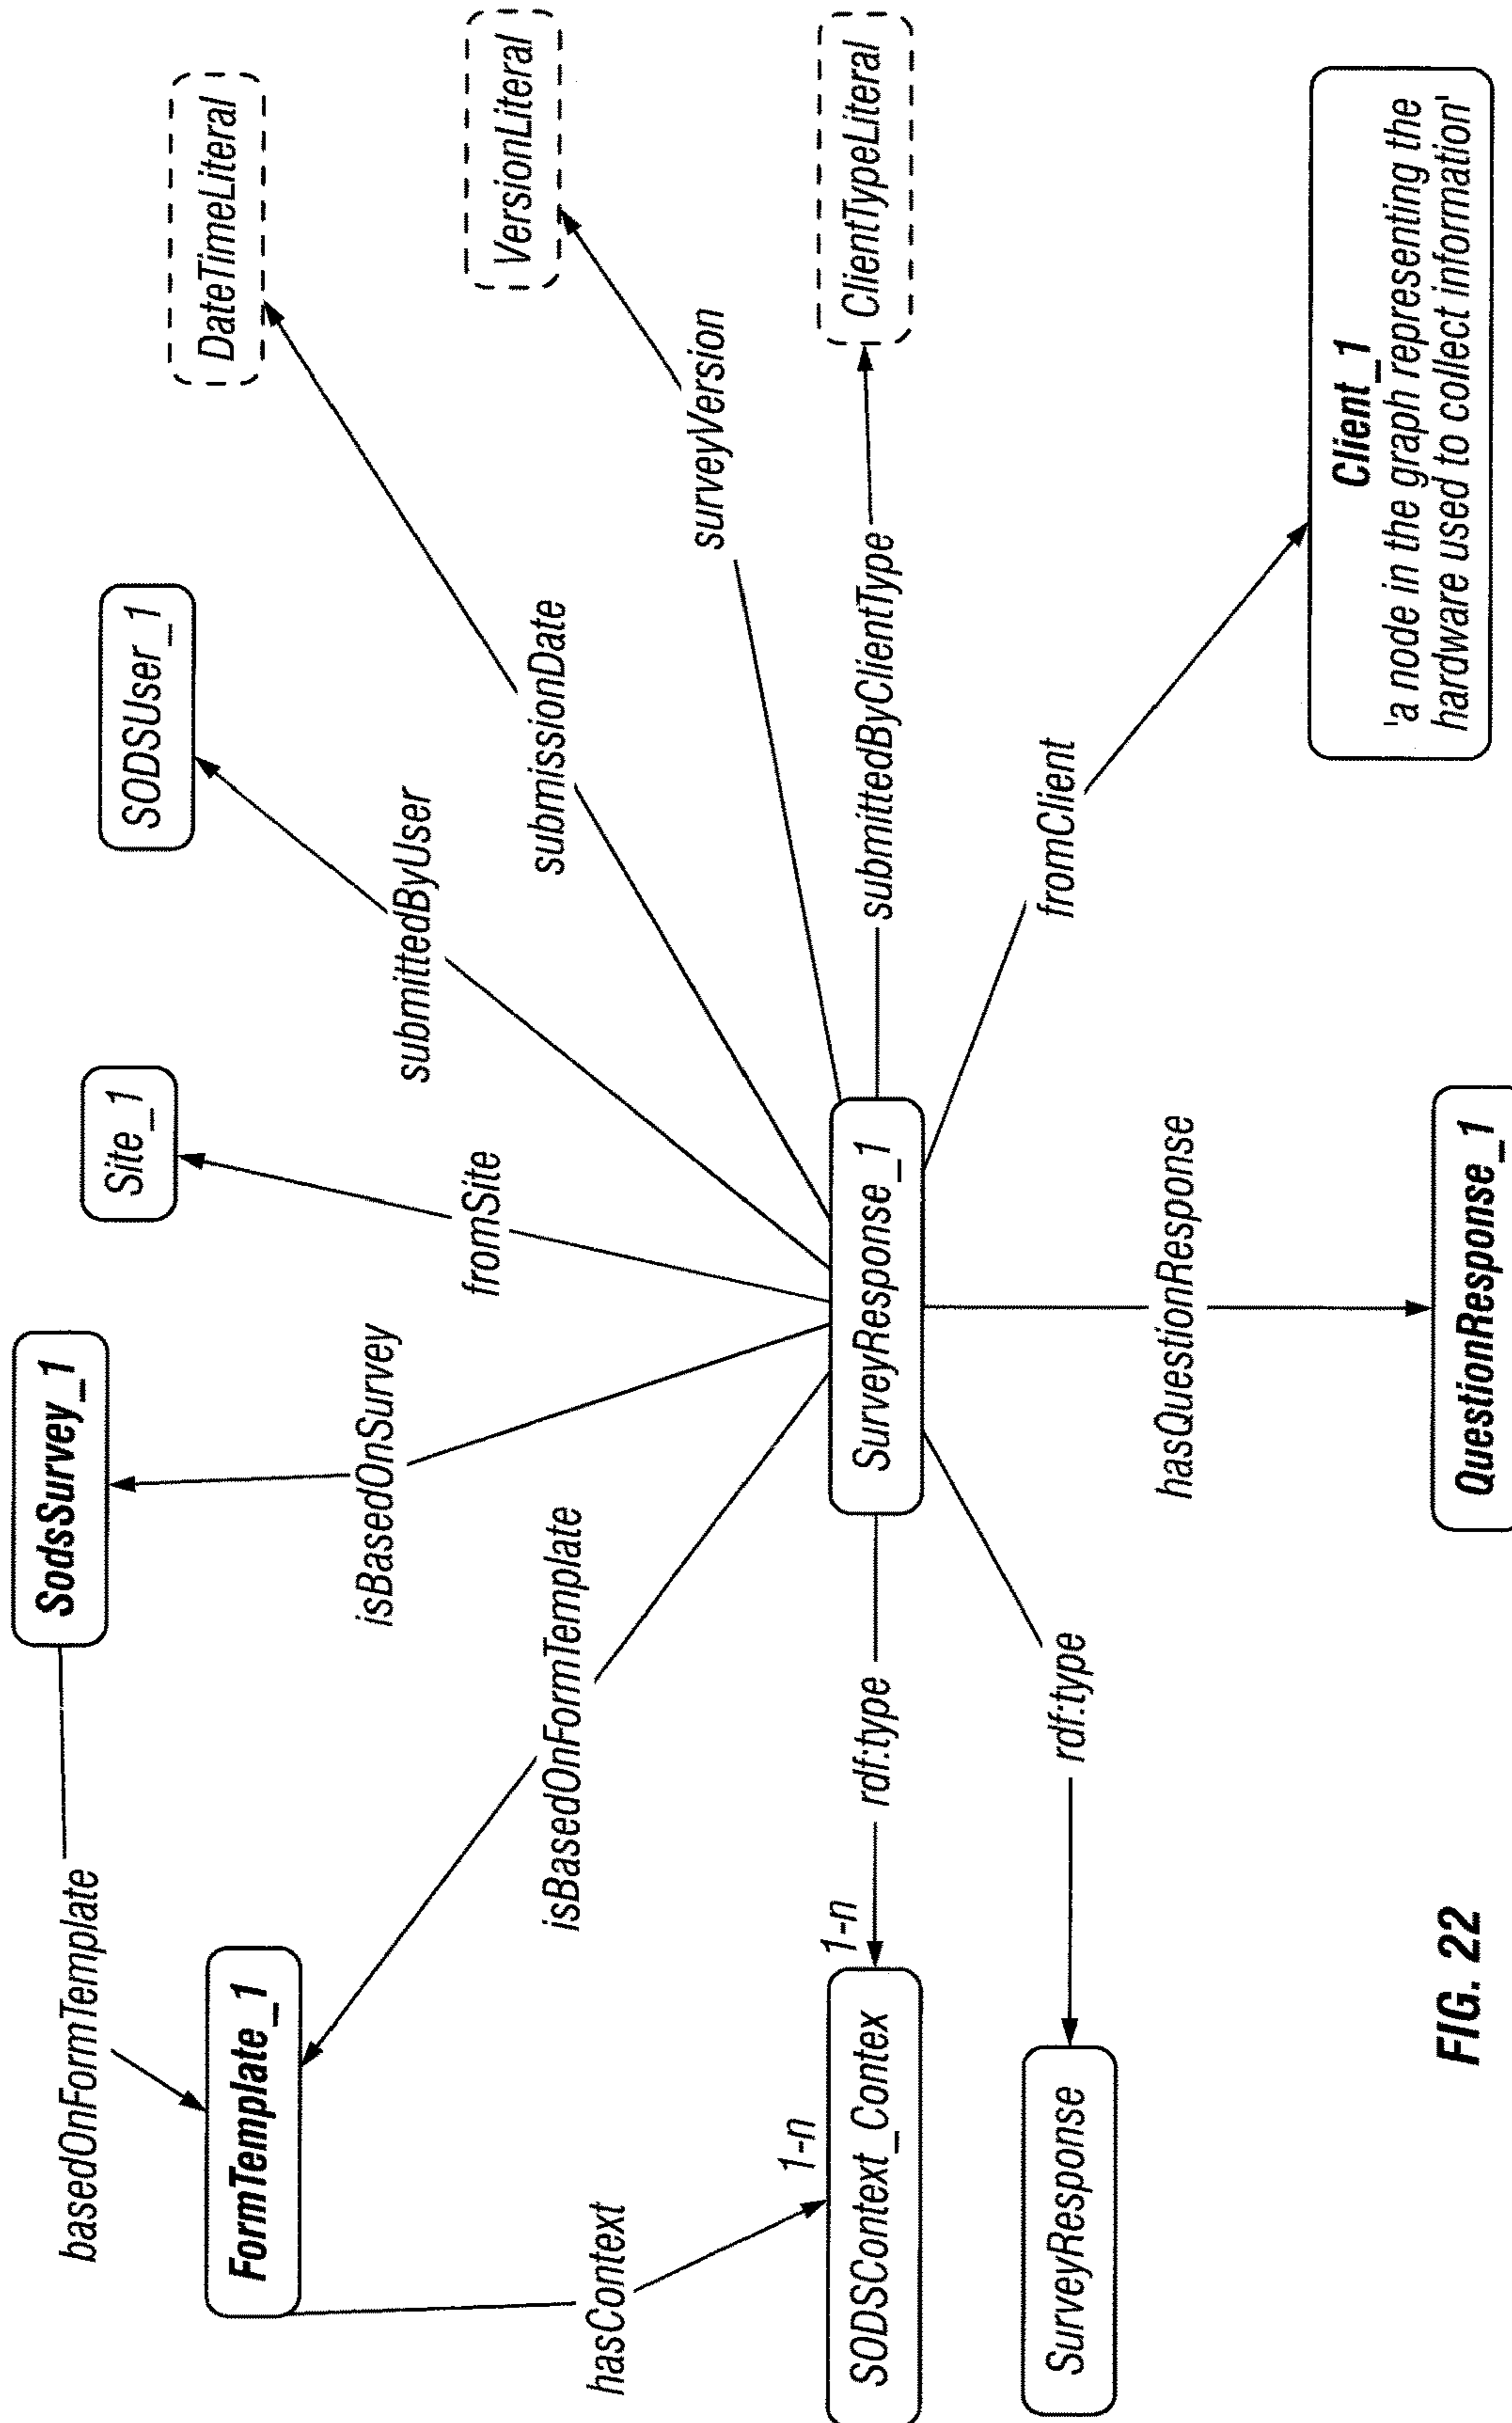 SodsSurvey_1
basedOnFormTemplate
Site_1
SODSUser_1
DateTimeLiteral
FormTemplate_1
isBasedOnSurvey
fromSite
submittedByUser
VersionLiteral
isBasedOnFormTemplate
submissionDate
hasContext
surveyVersion
1-n
1-n
SODSContext_Contex
rdf:type
SurveyResponse_1
submittedByClientType
ClientTypeLiteral
SurveyResponse
rdf:type
fromClient
hasQuestionResponse
Client_1
'a node in the graph representing the
hardware used to collect information'
QuestionResponse_1
FIG. 22